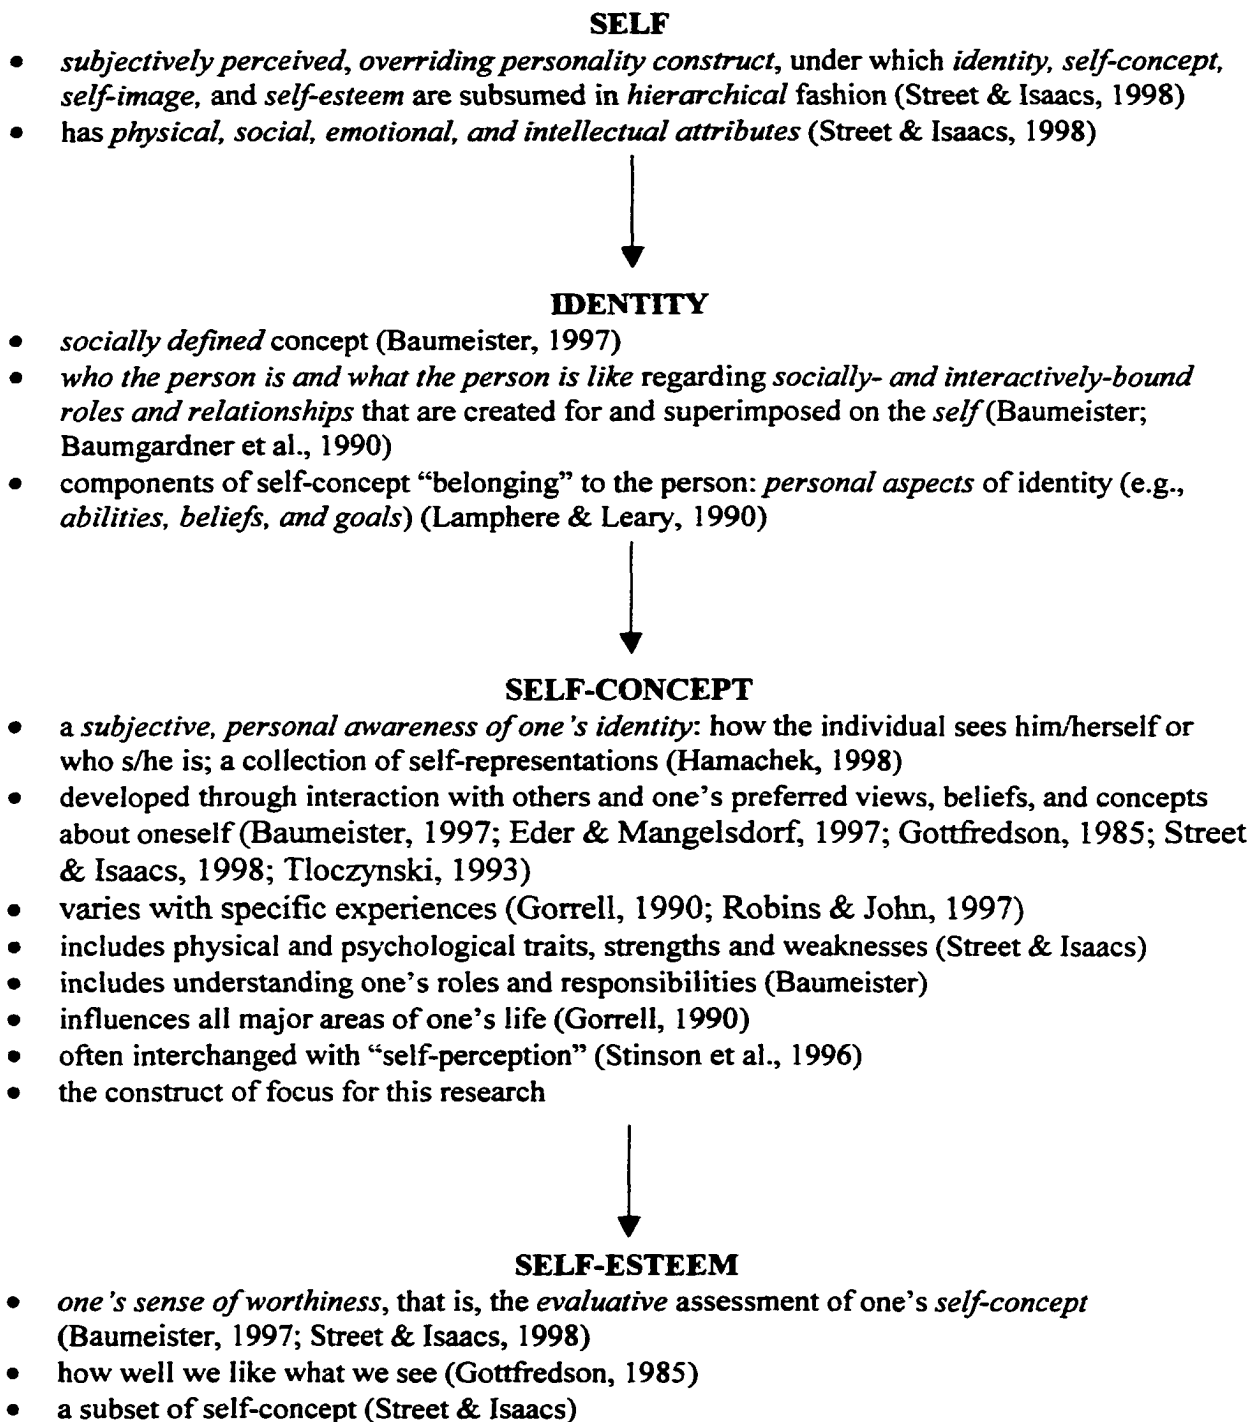 SELF
• subjectively perceived, overriding personality construct, under which identity, self-concept,
self-image, and self-esteem are subsumed in hierarchical fashion (Street & Isaacs, 1998)
• has physical, social, emotional, and intellectual attributes (Street & Isaacs, 1998)
IDENTITY
• socially defined concept (Baumeister, 1997)
• who the person is and what the person is like regarding socially- and interactively-bound
roles and relationships that are created for and superimposed on the self (Baumeister;
Baumgardner et al., 1990)
• components of self-concept “belonging” to the person: personal aspects of identity (e.g.,
abilities, beliefs, and goals) (Lamphere & Leary, 1990)
SELF-CONCEPT
• a subjective, personal awareness of one’s identity: how the individual sees him/herself or
who s/he is; a collection of self-representations (Hamachek, 1998)
• developed through interaction with others and one’s preferred views, beliefs, and concepts
about oneself (Baumeister, 1997; Eder & Mangelsdorf, 1997; Gottfredson, 1985; Street
& Isaacs, 1998; Tloczynski, 1993)
• varies with specific experiences (Gorrell, 1990; Robins & John, 1997)
• includes physical and psychological traits, strengths and weaknesses (Street & Isaacs)
• includes understanding one’s roles and responsibilities (Baumeister)
• influences all major areas of one’s life (Gorrell, 1990)
• often interchanged with “self-perception” (Stinson et al., 1996)
• the construct of focus for this research
SELF-ESTEEM
• one’s sense of worthiness, that is, the evaluative assessment of one’s self-concept
(Baumeister, 1997; Street & Isaacs, 1998)
• how well we like what we see (Gottfredson, 1985)
• a subset of self-concept (Street & Isaacs)